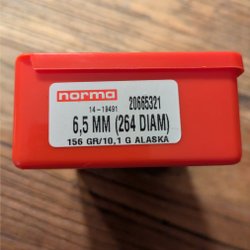 norma
14-19491 20665321
6,5 MM (264 DIAM)
156 GR/10,1 G ALASKA